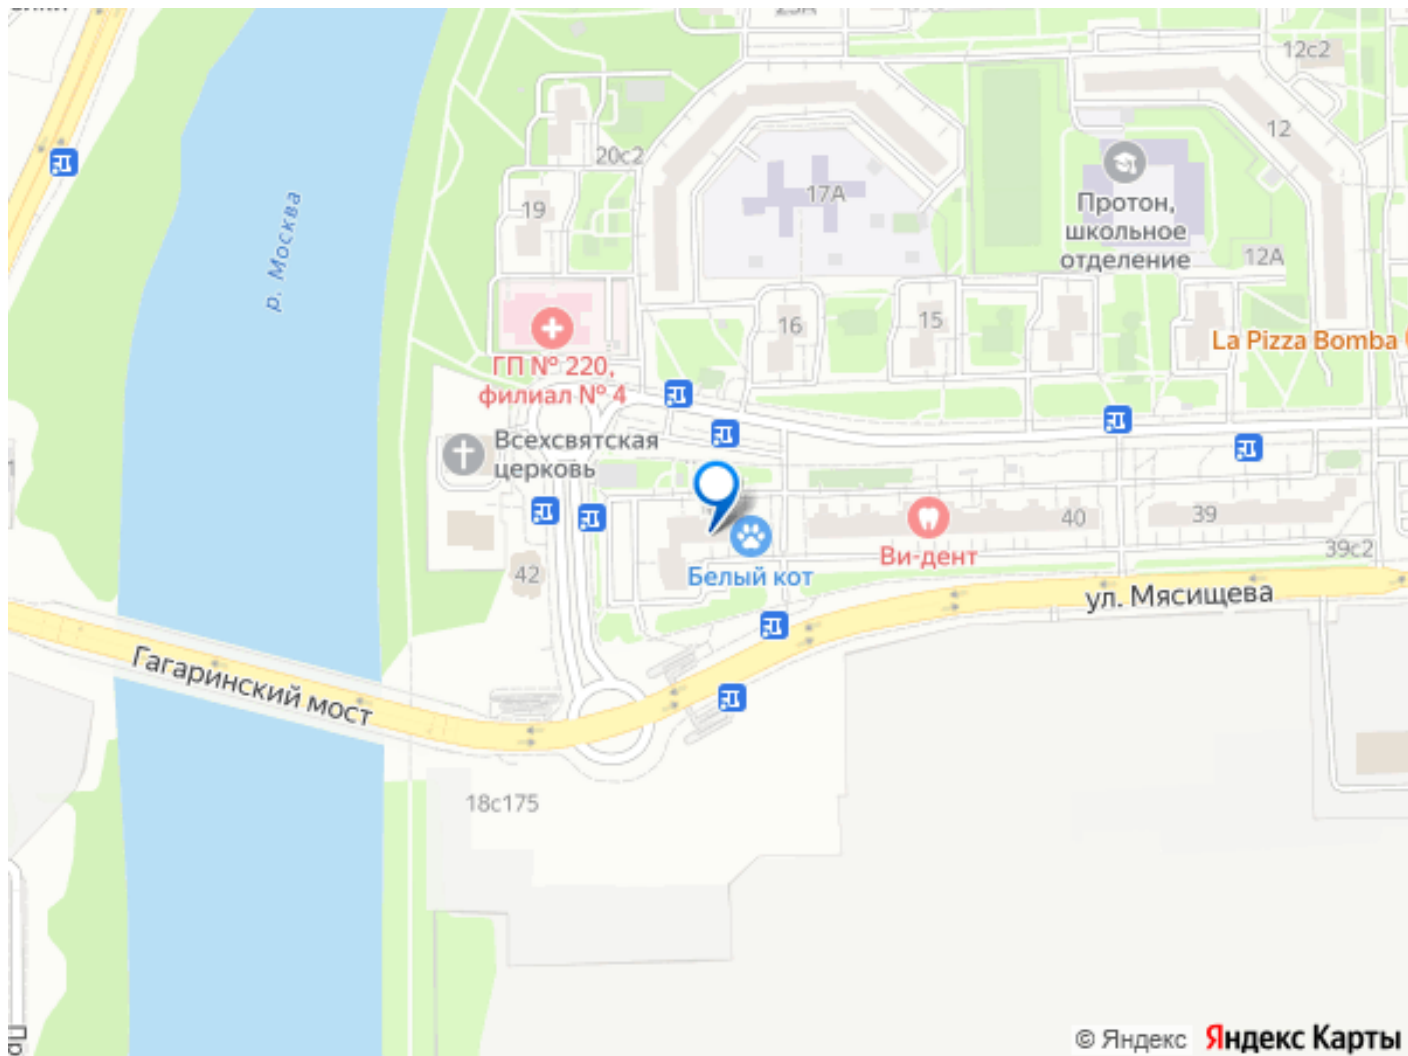 12с2
12
20с2
17А
19
Протон,
школьное
отделение
12А
р. Москва
16
15
La Pizza Bomba
ГП № 220,
филиал № 4
Всехсвятская
церковь
40
39
39с2
Ви-дент
Белый кот
42
ул. Мясищева
Гагаринский мост
18с175
© Яндекс Яндекс Карты